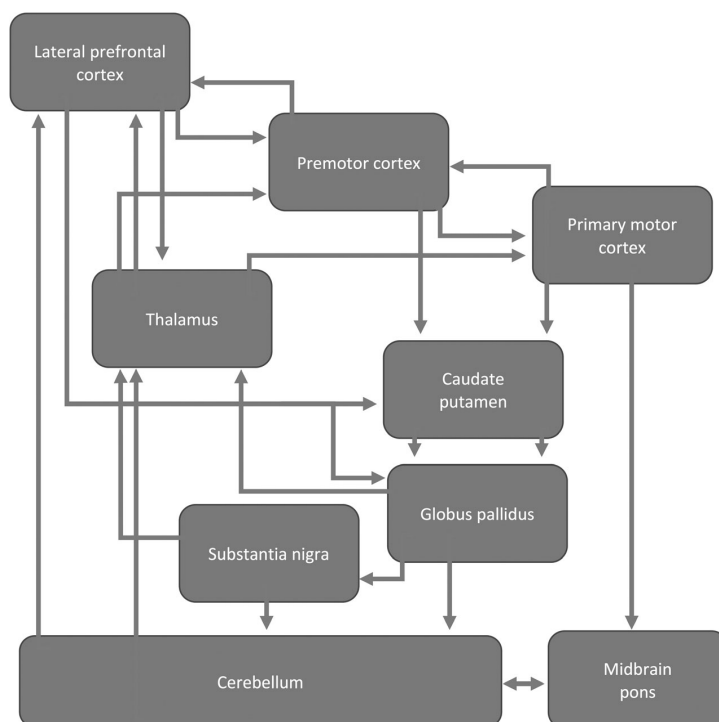 Lateral prefrontal
cortex
Premotor cortex
Primary motor
cortex
Thalamus
Caudate
putamen
Globus pallidus
Substantia nigra
Cerebellum
Midbrain
pons